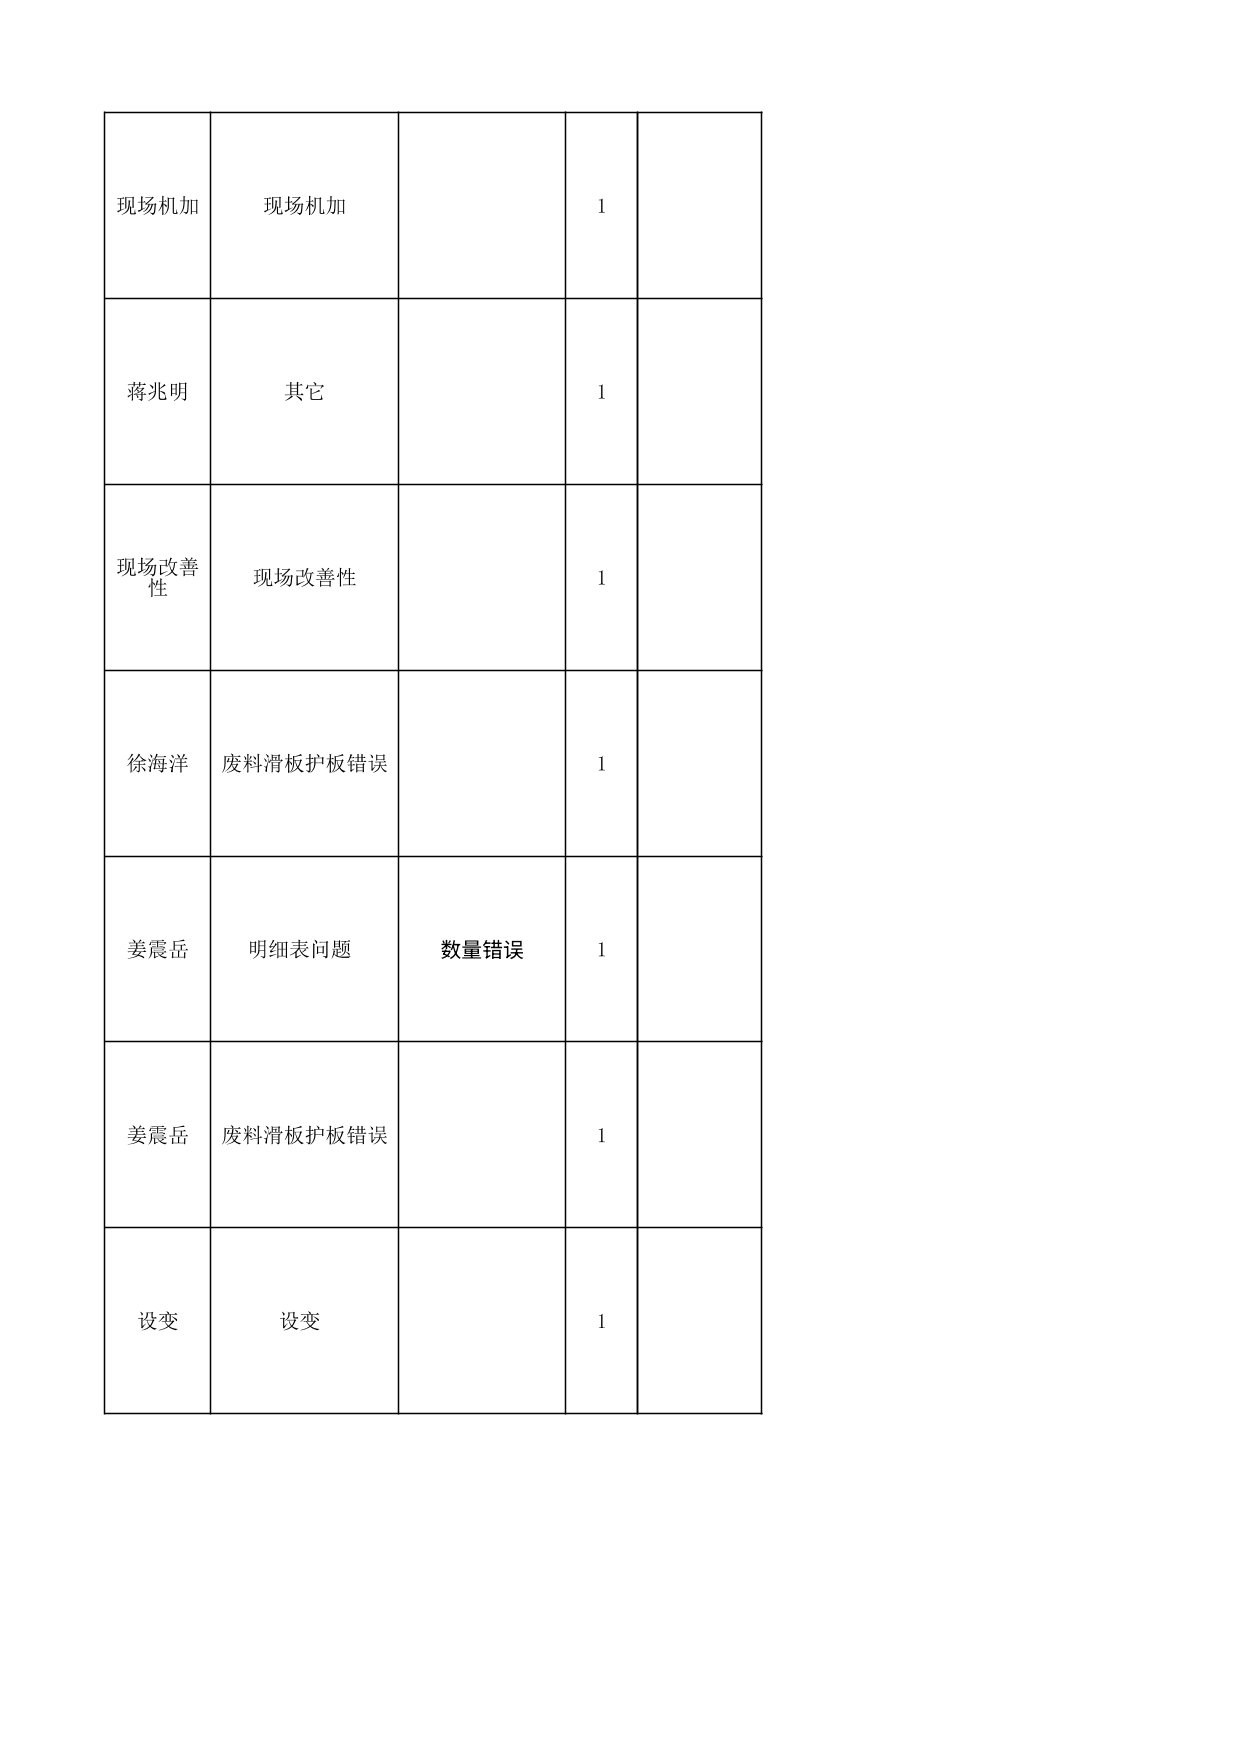 现场机加 现场机加 1
蒋兆明 其它 1
现场改善
性 现场改善性 1
徐海洋 废料滑板护板错误 1
姜震岳 明细表问题 数量错误 1
姜震岳 废料滑板护板错误 1
设变 设变 1